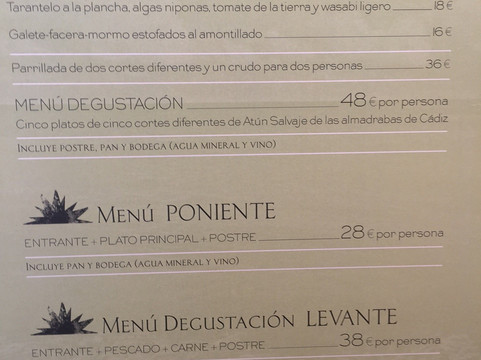 Tarantelo a la plancha, algas niponas, tomate de la tierra y wasabi ligero 18 €
Galete-facera-mormo estofados al amontillado 16 €
Parrillada de dos cortes diferentes y un crudo para dos personas 36 €
MENÚ DEGUSTACIÓN 48 € por persona
Cinco platos de cinco cortes diferentes de Atún Salvaje de las almadrabas de Cádiz
INCLUYE POSTRE, PAN Y BODEGA (AGUA MINERAL Y VINO)
MENÚ PONIENTE
ENTRANTE + PLATO PRINCIPAL + POSTRE 28 € por persona
INCLUYE PAN Y BODEGA (AGUA MINERAL Y VINO)
MENÚ DEGUSTACIÓN LEVANTE
ENTRANTE + PESCADO + CARNE + POSTRE 38 € por persona